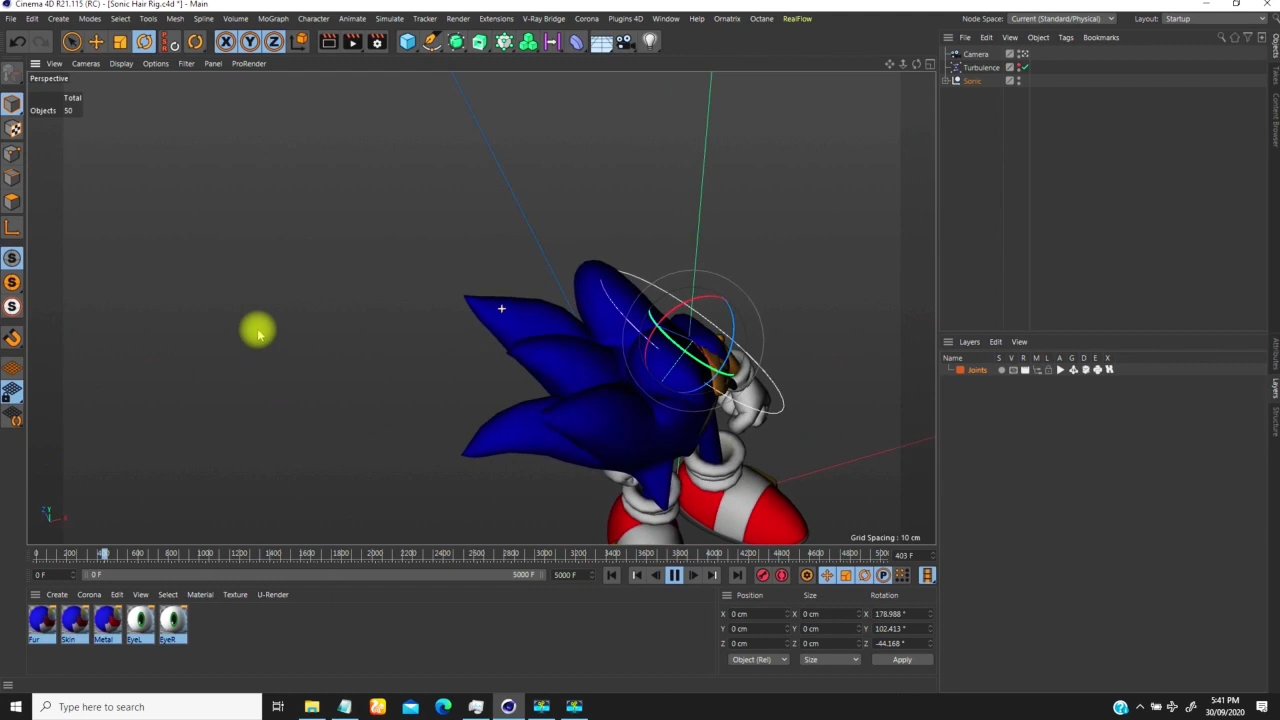 Cinema 4D R21.115 (RC) - [Sonic Hair Rig.c4d *] - Main
File Edit Create Modes Select Tools Mesh Spline Volume MoGraph Character Animate Simulate Tracker Render Extensions V-Ray Bridge Corona Plugins 4D Window Help Ornatrix Octane RealFlow
Node Space: Current (Standard/Physical) Layout: Startup
View Cameras Display Options Filter Panel ProRender
File Edit View Object Tags Bookmarks
Perspective
Total
Objects 50
Camera
Turbulence
Sonic
Objects
Takes
Content Browser
Attributes
Layers
Structure
Layers Edit View
Name S V R M L A G D E X
Joints
X Y Z
Grid Spacing : 10 cm
0 200 400 600 800 1000 1200 1400 1600 1800 2000 2200 2400 2600 2800 3000 3200 3400 3600 3800 4000 4200 4400 4600 4800 5000 403 F
0 F 0 F 5000 F 5000 F
Create Corona Edit View Select Material Texture U-Render
Fur Skin Metal EyeL EyeR
Position Size Rotation
X 0 cm X 0 cm X 178.988 °
Y 0 cm Y 0 cm Y 102.413 °
Z 0 cm Z 0 cm Z -44.168 °
Object (Rel) Size Apply
Type here to search
5:41 PM
30/09/2020